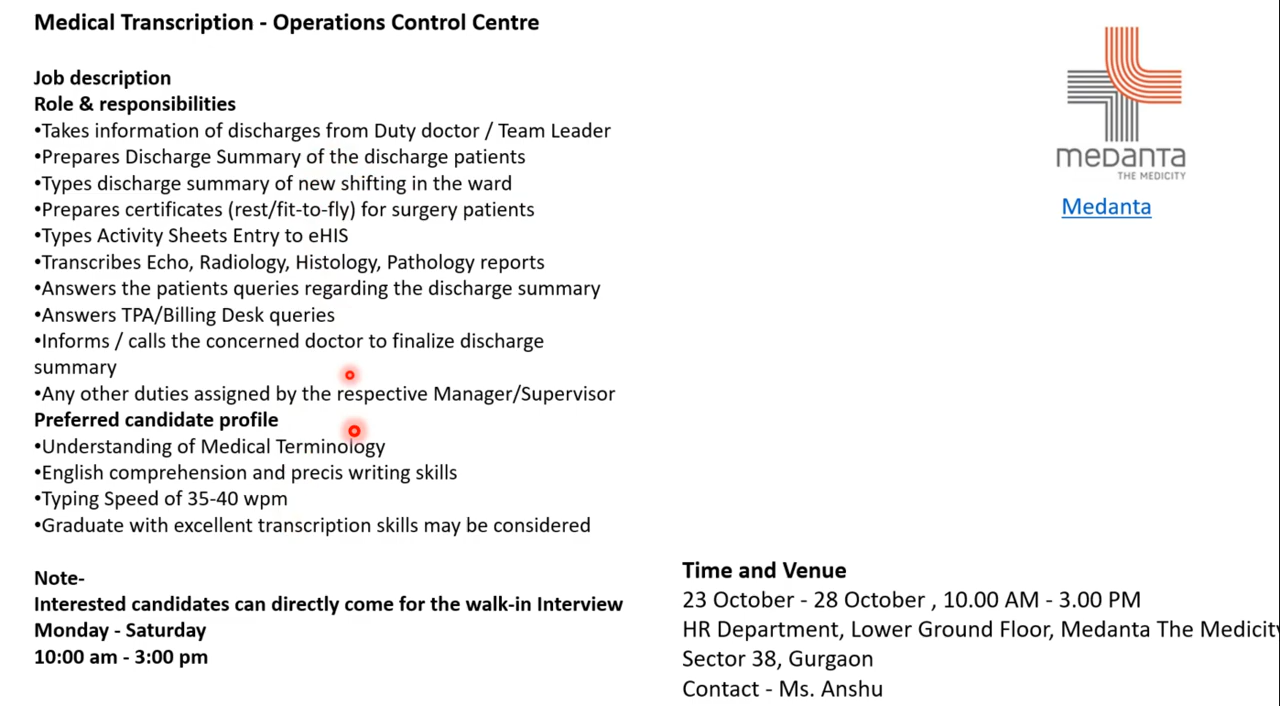 Medical Transcription - Operations Control Centre
Job description
Role & responsibilities
•Takes information of discharges from Duty doctor / Team Leader
•Prepares Discharge Summary of the discharge patients
•Types discharge summary of new shifting in the ward
•Prepares certificates (rest/fit-to-fly) for surgery patients
•Types Activity Sheets Entry to eHIS
•Transcribes Echo, Radiology, Histology, Pathology reports
•Answers the patients queries regarding the discharge summary
•Answers TPA/Billing Desk queries
•Informs / calls the concerned doctor to finalize discharge
summary
•Any other duties assigned by the respective Manager/Supervisor
Preferred candidate profile
•Understanding of Medical Terminology
•English comprehension and precis writing skills
•Typing Speed of 35-40 wpm
•Graduate with excellent transcription skills may be considered
Note-
Interested candidates can directly come for the walk-in Interview
Monday - Saturday
10:00 am - 3:00 pm
medanta
THE MEDICITY
Medanta
Time and Venue
23 October - 28 October , 10.00 AM - 3.00 PM
HR Department, Lower Ground Floor, Medanta The Medicity
Sector 38, Gurgaon
Contact - Ms. Anshu